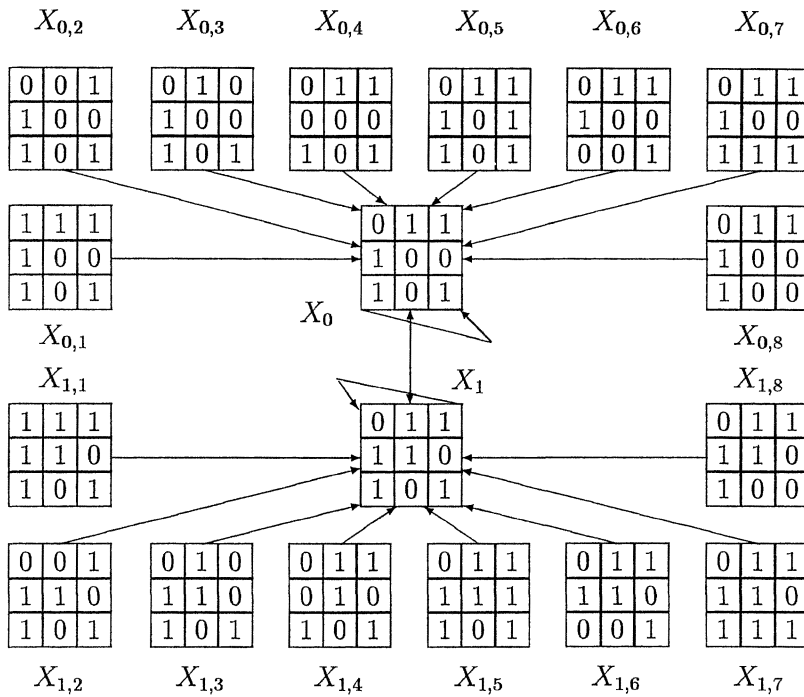 X0,2 X0,3 X0,4 X0,5 X0,6 X0,7
0 0 1 0 1 0 0 1 1 0 1 1 0 1 1 0 1 1
1 0 0 1 0 0 0 0 0 1 0 1 1 0 0 1 0 0
1 0 1 1 0 1 1 0 1 1 0 1 0 0 1 1 1 1
1 1 1 0 1 1 0 1 1
1 0 0 1 0 0 1 0 0
1 0 1 1 0 1 1 0 0
X0,1 X0 X0,8
X1,1 X1 X1,8
1 1 1 0 1 1 0 1 1
1 1 0 1 1 0 1 1 0
1 0 1 1 0 1 1 0 0
0 0 1 0 1 0 0 1 1 0 1 1 0 1 1 0 1 1
1 1 0 1 1 0 0 1 0 1 1 1 1 1 0 1 1 0
1 0 1 1 0 1 1 0 1 1 0 1 0 0 1 1 1 1
X1,2 X1,3 X1,4 X1,5 X1,6 X1,7